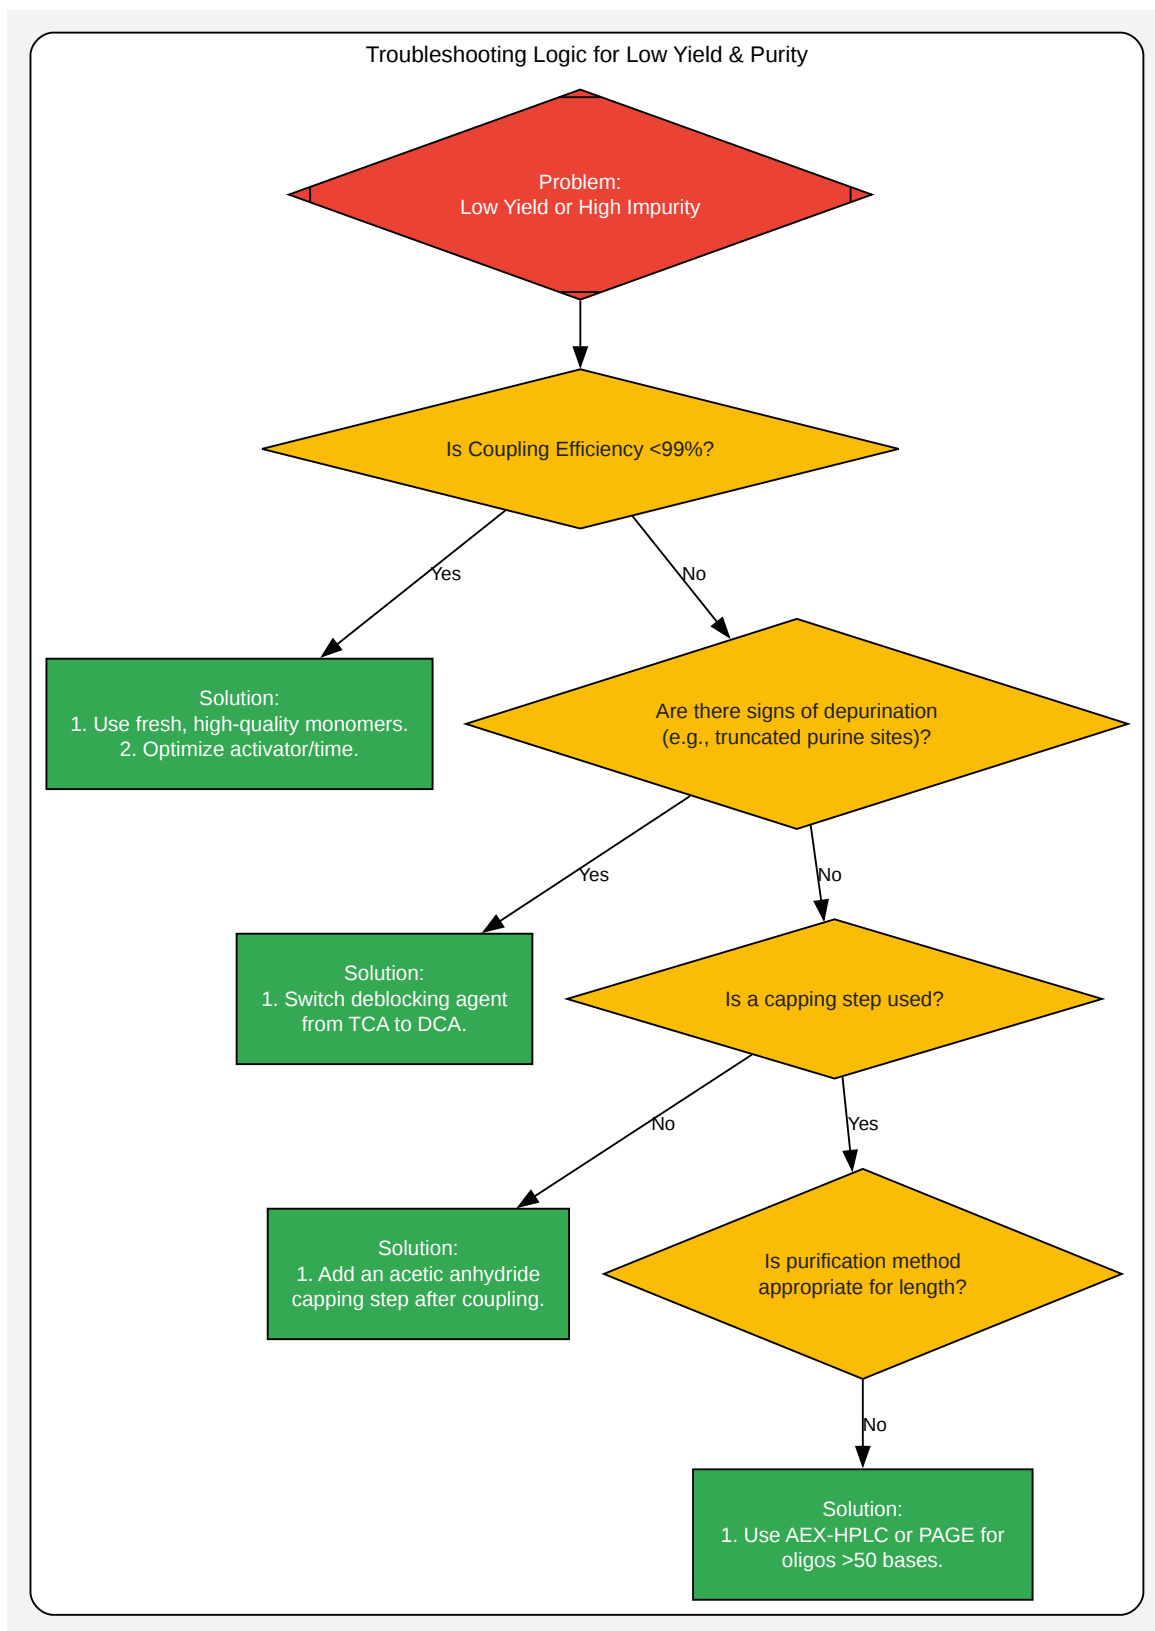 Troubleshooting Logic for Low Yield & Purity
Problem:
Low Yield or High Impurity
Is Coupling Efficiency <99%?
Yes
No
Solution:
1. Use fresh, high-quality monomers.
2. Optimize activator/time.
Are there signs of depurination
(e.g., truncated purine sites)?
Yes
No
Solution:
1. Switch deblocking agent
from TCA to DCA.
Is a capping step used?
No
Yes
Solution:
1. Add an acetic anhydride
capping step after coupling.
Is purification method
appropriate for length?
No
Solution:
1. Use AEX-HPLC or PAGE for
oligos >50 bases.